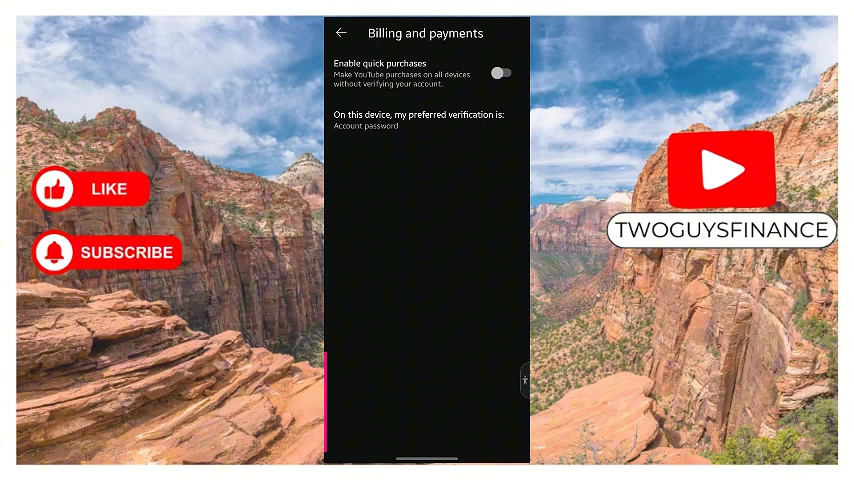 Billing and payments
Enable quick purchases
Make YouTube purchases on all devices
without verifying your account.
On this device, my preferred verification is:
Account password
LIKE
SUBSCRIBE
TWOGUYSFINANCE